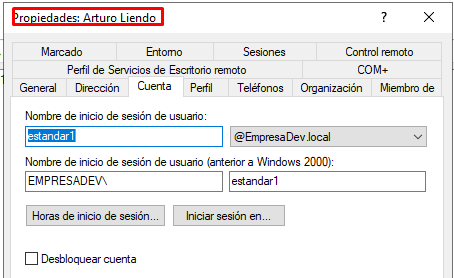 Propiedades: Arturo Liendo
Marcado Entorno Sesiones Control remoto
Perfil de Servicios de Escritorio remoto COM+
General Dirección Cuenta Perfil Teléfonos Organización Miembro de
Nombre de inicio de sesión de usuario:
estandar1 @EmpresaDev.local
Nombre de inicio de sesión de usuario (anterior a Windows 2000):
EMPRESADEV\ estandar1
Horas de inicio de sesión... Iniciar sesión en...
Desbloquear cuenta